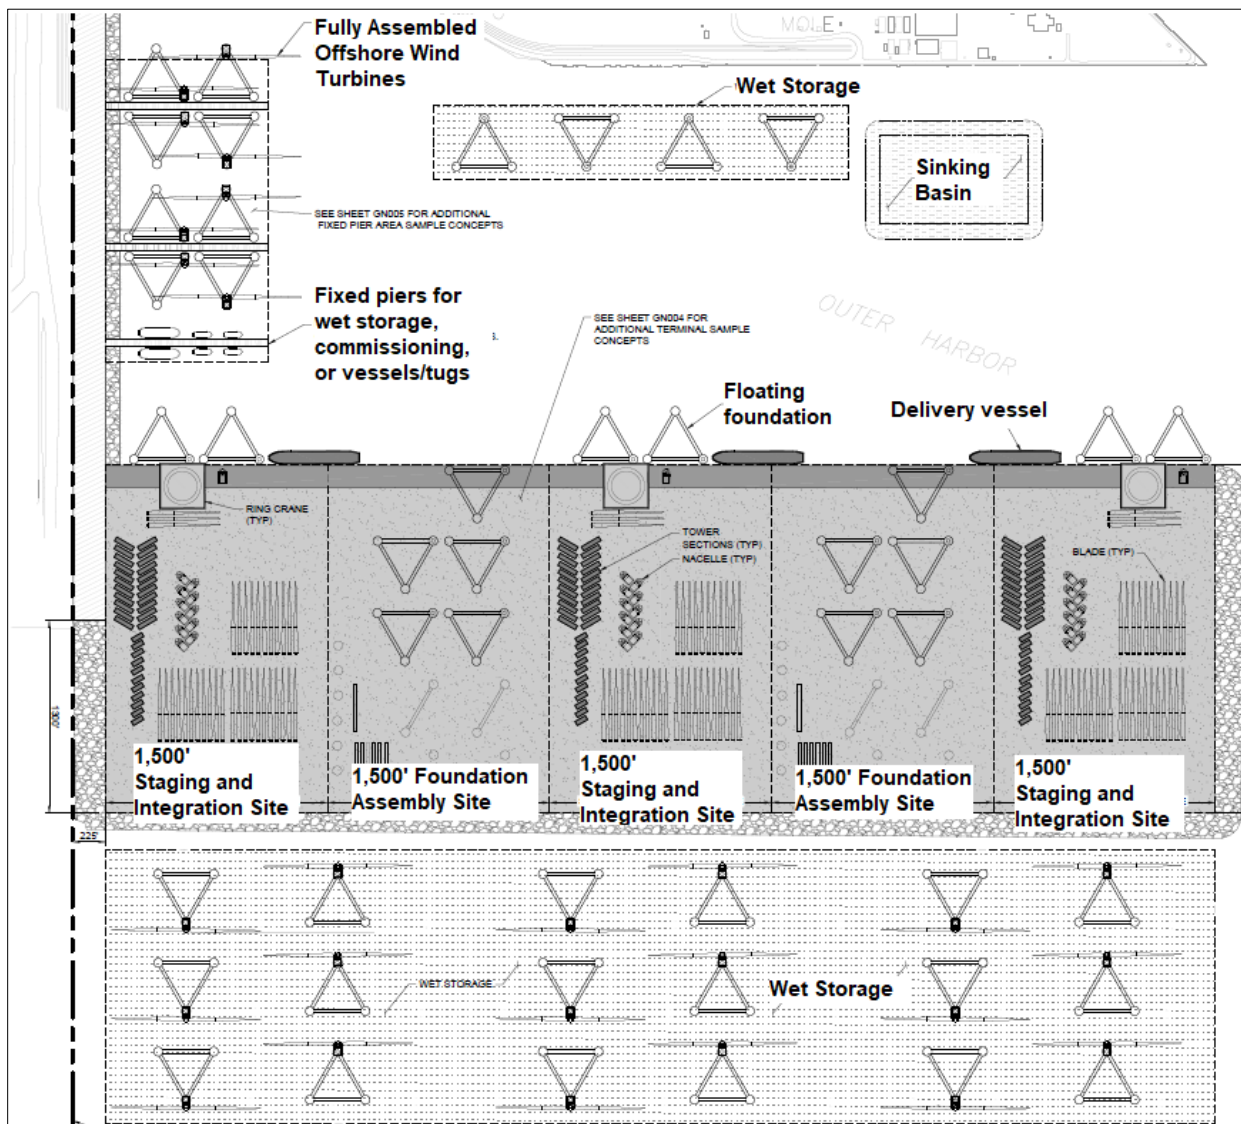 MOLE
Fully Assembled
Offshore Wind
Turbines
Wet Storage
Sinking
Basin
SEE SHEET GN005 FOR ADDITIONAL
FIXED PIER AREA SAMPLE CONCEPTS
Fixed piers for
wet storage,
commissioning,
or vessels/tugs
SEE SHEET GN004 FOR
ADDITIONAL TERMINAL SAMPLE
CONCEPTS
OUTER HARBOR
Floating
foundation
Delivery vessel
RING CRANE
(TYP)
TOWER
SECTIONS (TYP)
NACELLE (TYP)
BLADE (TYP)
1300'
1,500'
Staging and
Integration Site
1,500' Foundation
Assembly Site
1,500'
Staging and
Integration Site
1,500' Foundation
Assembly Site
1,500'
Staging and
Integration Site
225'
WET STORAGE
Wet Storage